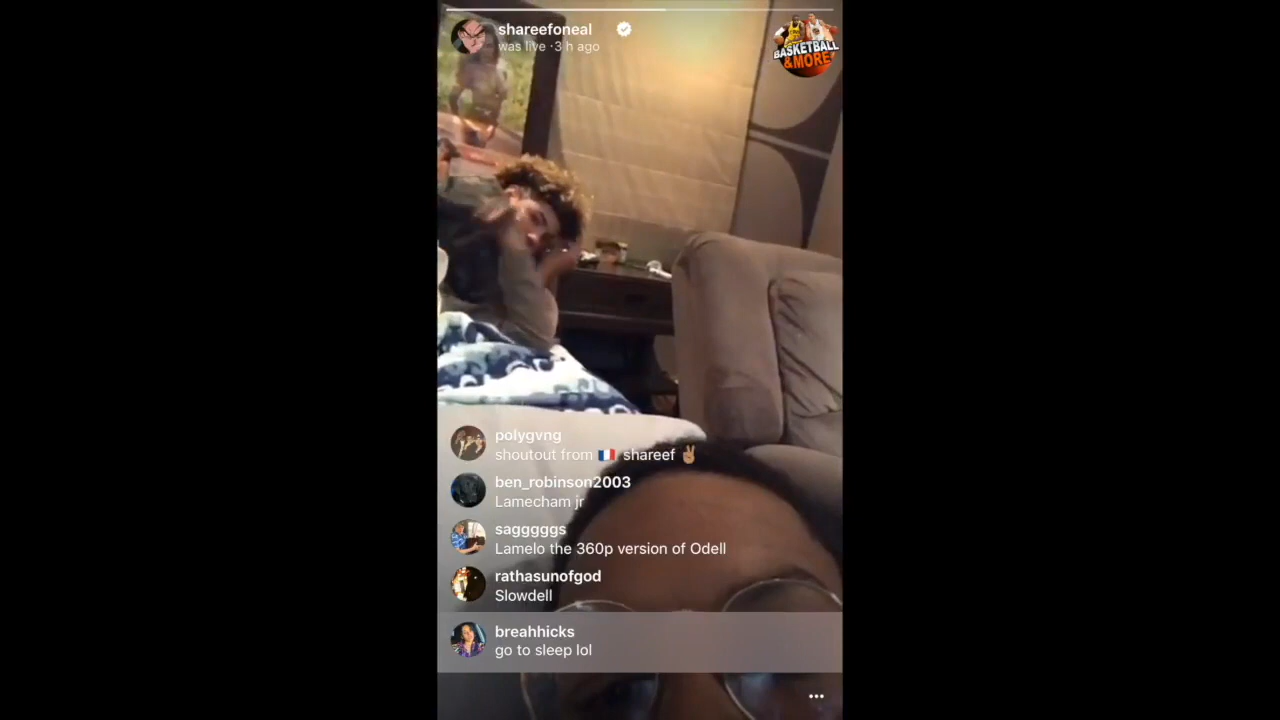 shareefoneal
was live · 3 h ago
BASKETBALL
&MORE
polygvng
shoutout from 🇫🇷 shareef ✌🏽
ben_robinson2003
Lamecham jr
sagggggs
Lamelo the 360p version of Odell
rathasunofgod
Slowdell
breahhicks
go to sleep lol